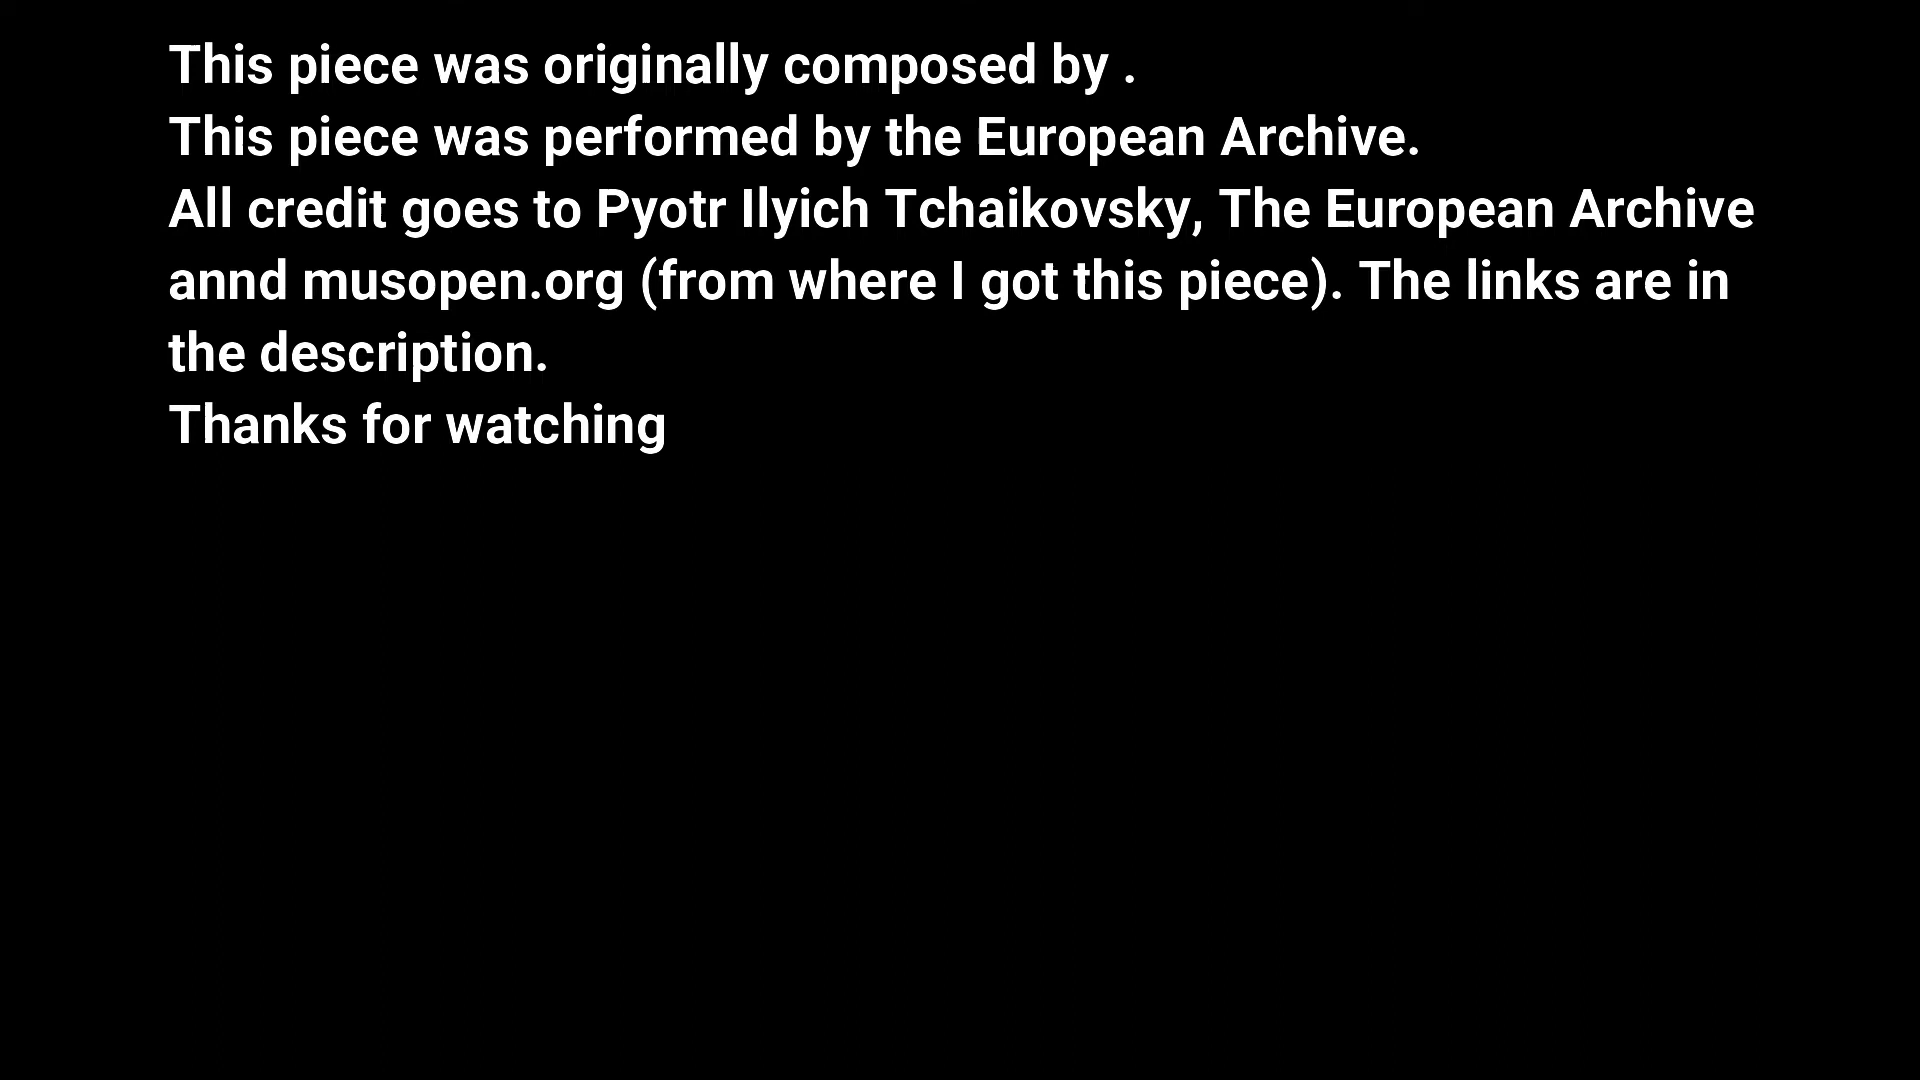 This piece was originally composed by .
This piece was performed by the European Archive.
All credit goes to Pyotr Ilyich Tchaikovsky, The European Archive
annd musopen.org (from where I got this piece). The links are in
the description.
Thanks for watching